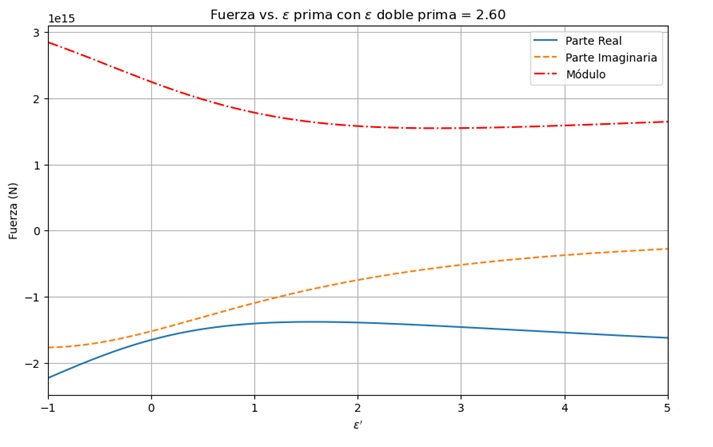 Fuerza vs. ε prima con ε doble prima = 2.60
1e15
Parte Real
Parte Imaginaria
Módulo
3
2
1
0
−1
−2
Fuerza (N)
−1 0 1 2 3 4 5
ε′